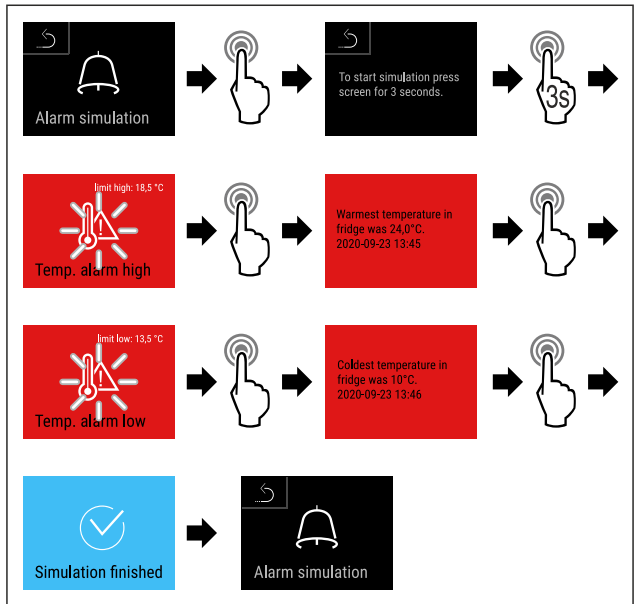 Alarm simulation
To start simulation press
screen for 3 seconds.
3s
limit high: 18,5 °C
Temp. alarm high
Warmest temperature in
fridge was 24,0°C.
2020-09-23 13:45
limit low: 13,5 °C
Temp. alarm low
Coldest temperature in
fridge was 10°C.
2020-09-23 13:46
Simulation finished
Alarm simulation